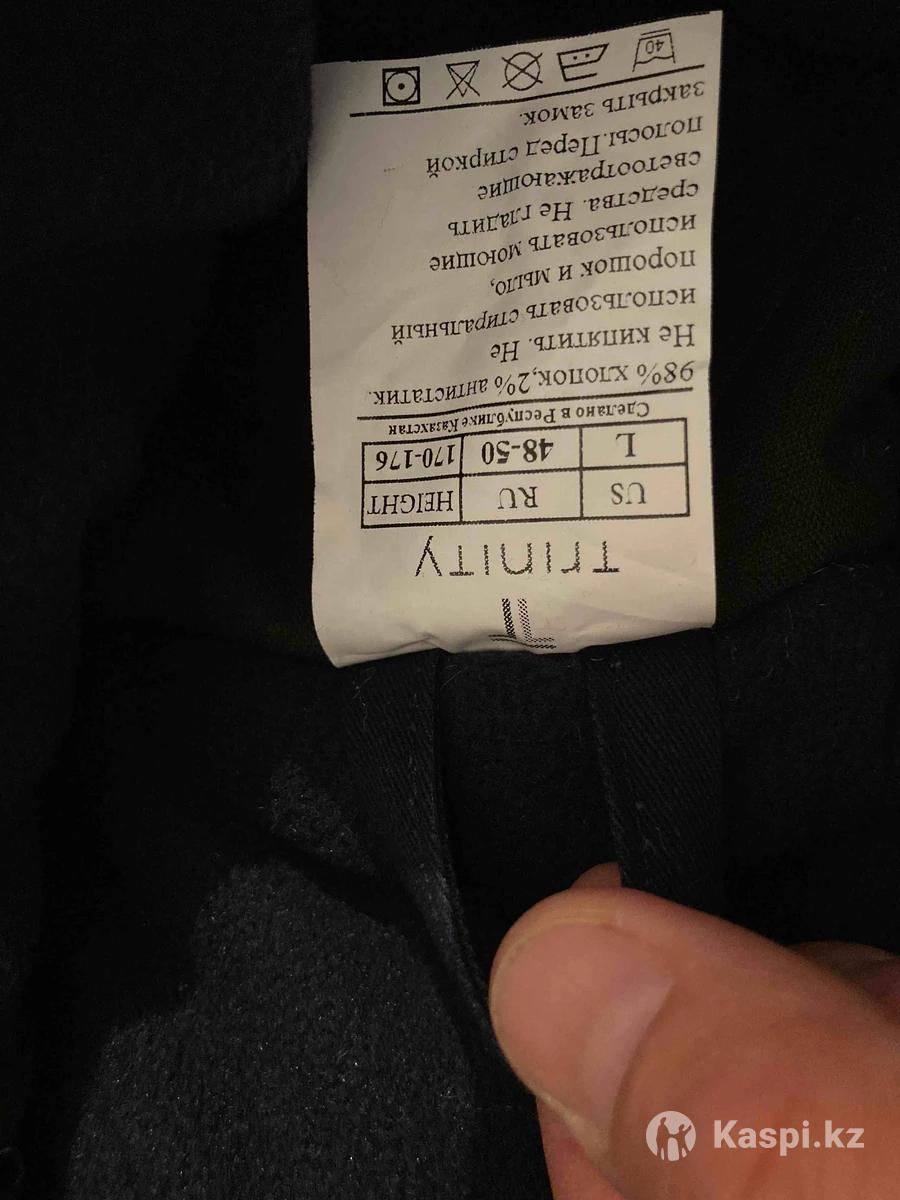 Trinity
US RU HEIGHT
L 48-50 170-176
Сделано в Республике Казахстан
98% хлопок,2% антистатик.
Не кипятить. Не
использовать стиральный
порошок и мыло,
использовать моющие
средства. Не гладить
светоотражающие
полосы.Перед стиркой
закрыть замок.
40
Kaspi.kz